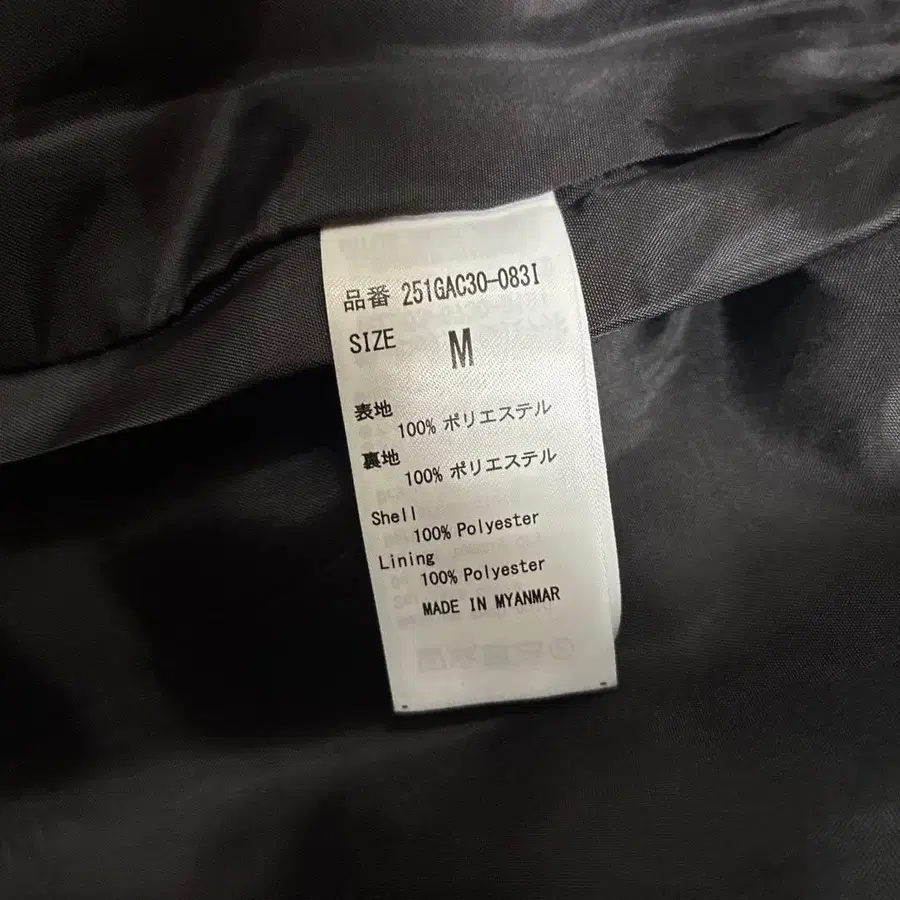 品番 251GAC30-083I
SIZE M
表地
100% ポリエステル
裏地
100% ポリエステル
Shell
100% Polyester
Lining
100% Polyester
MADE IN MYANMAR